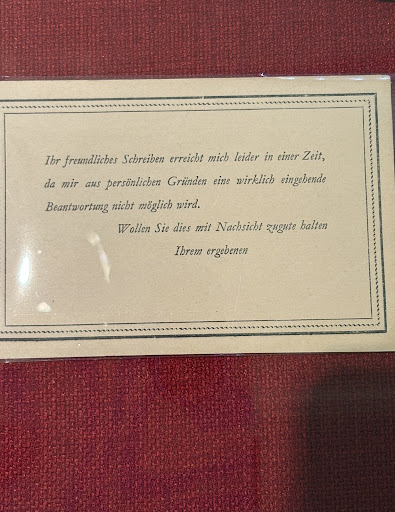 Ihr freundliches Schreiben erreicht mich leider in einer Zeit,
da mir aus persönlichen Gründen eine wirklich eingehende
Beantwortung nicht möglich wird.
Wollen Sie dies mit Nachsicht zugute halten
Ihrem ergebenen